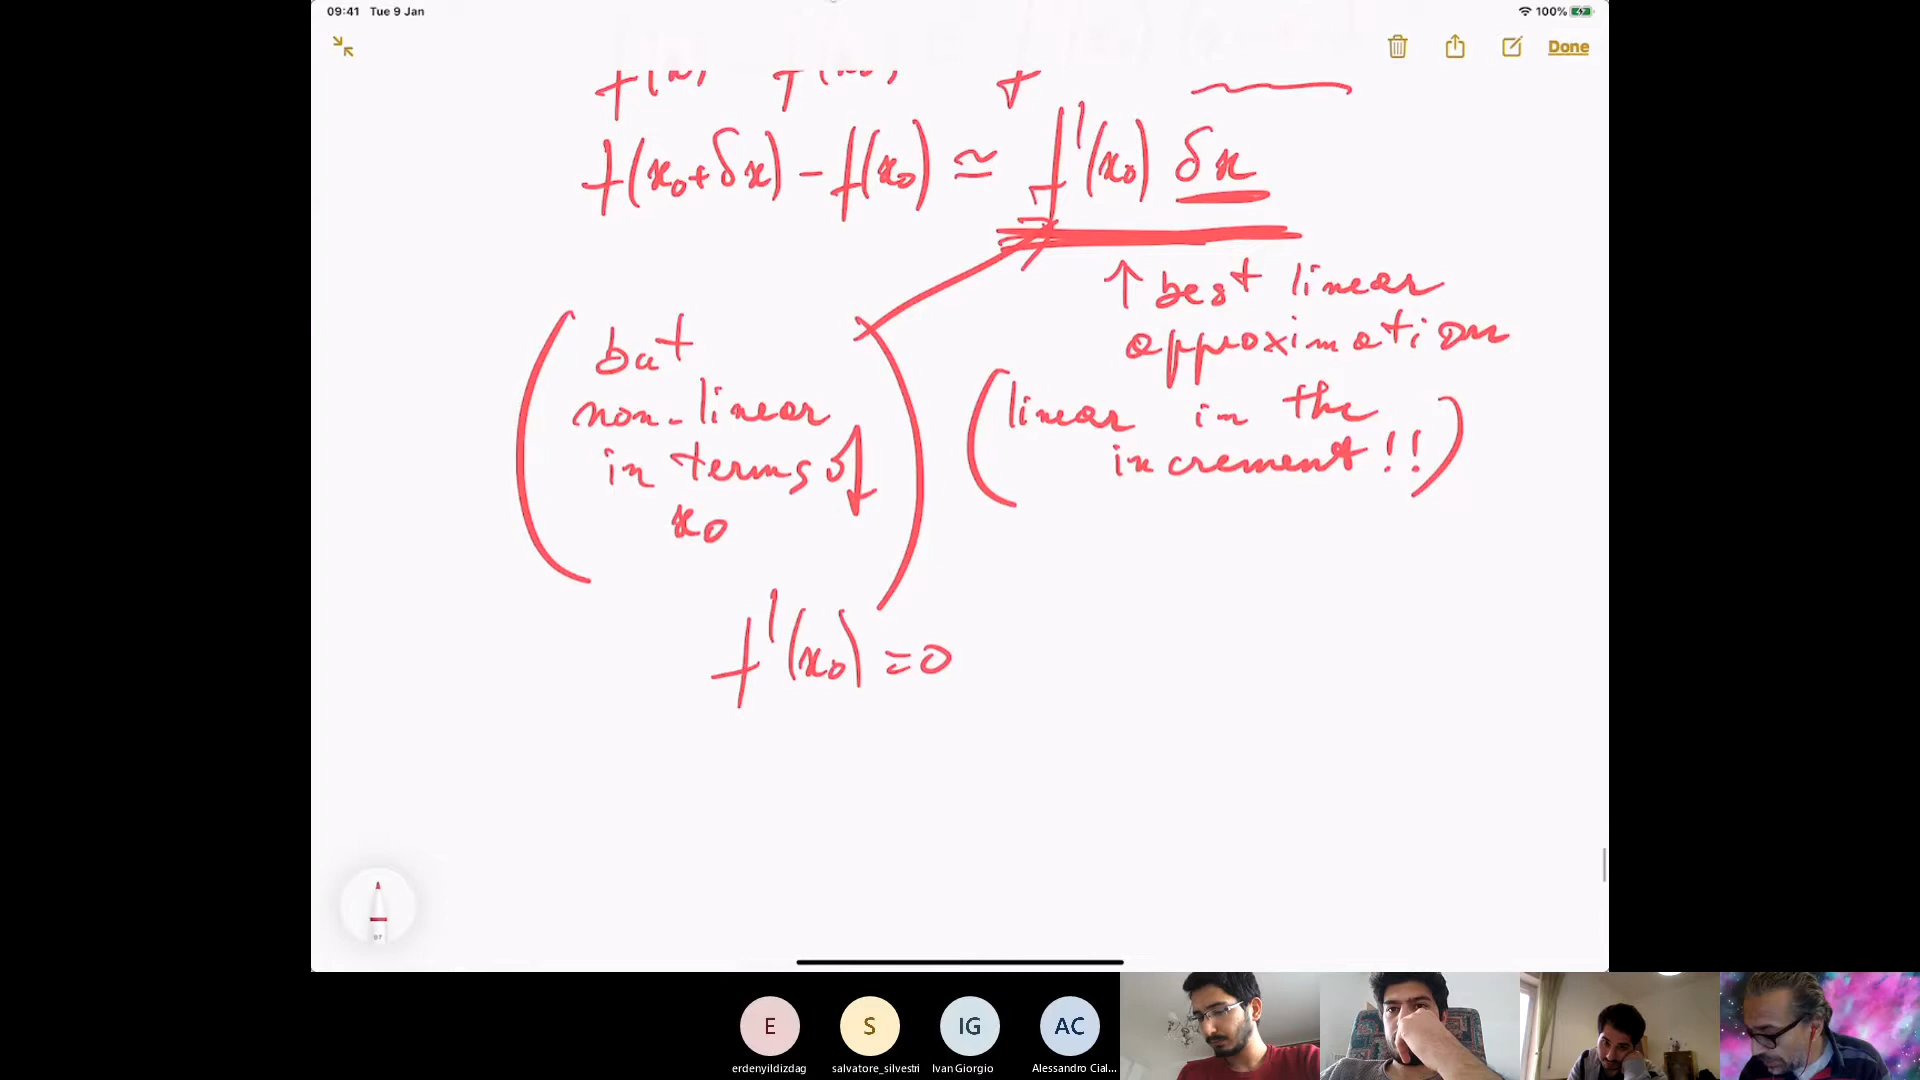 09:41 Tue 9 Jan
100%
Done
f(x₀+δx) - f(x₀) ≃ f'(x₀) δx
↑ best linear
approximation
(linear in the
increment!!)
(but
non-linear
in terms of
x₀)
f'(x₀) = 0
97
E
S
IG
AC
erdenyildizdag
salvatore_silvestri
Ivan Giorgio
Alessandro Cial...